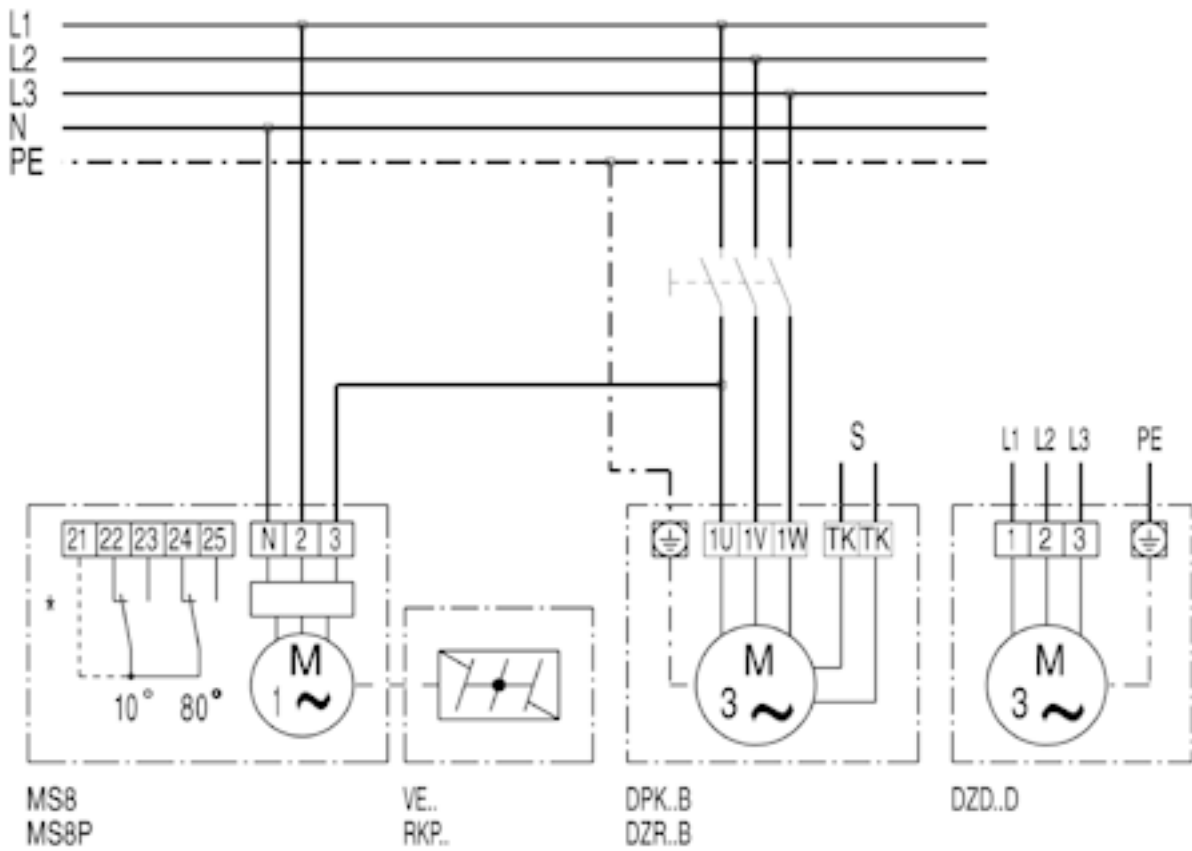 L1
L2
L3
N
PE
S
L1 L2 L3 PE
21 22 23 24 25 N 2 3 1U 1V 1W TK TK 1 2 3
*
M
1 ~
10° 80°
M
3 ~
M
3 ~
MS8 VE.. DPK..B DZD..D
MS8P RKP.. DZR..B